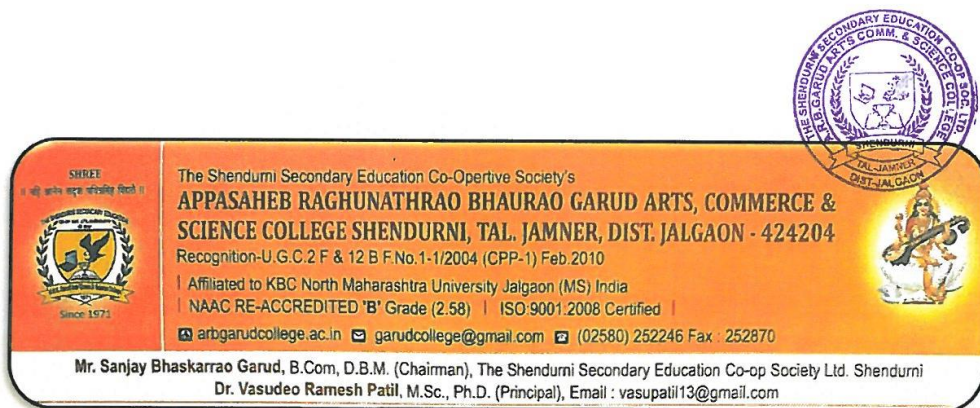 THE SHENDURNI SECONDARY EDUCATION CO-OP SOC. LTD
A.R.B.GARUD ARTS COMM. & SCIENCE COLLEGE
SHENDURNI
TAL-JAMNER
DIST-JALGAON
SHREE
Since 1971
The Shendurni Secondary Education Co-Opertive Society's
APPASAHEB RAGHUNATHRAO BHAURAO GARUD ARTS, COMMERCE &
SCIENCE COLLEGE SHENDURNI, TAL. JAMNER, DIST. JALGAON - 424204
Recognition-U.G.C.2 F & 12 B F.No.1-1/2004 (CPP-1) Feb.2010
| Affiliated to KBC North Maharashtra University Jalgaon (MS) India
| NAAC RE-ACCREDITED 'B' Grade (2.58) | ISO:9001:2008 Certified |
arbgarudcollege.ac.in garudcollege@gmail.com (02580) 252246 Fax : 252870
Mr. Sanjay Bhaskarrao Garud, B.Com, D.B.M. (Chairman), The Shendurni Secondary Education Co-op Society Ltd. Shendurni
Dr. Vasudeo Ramesh Patil, M.Sc., Ph.D. (Principal), Email : vasupatil13@gmail.com